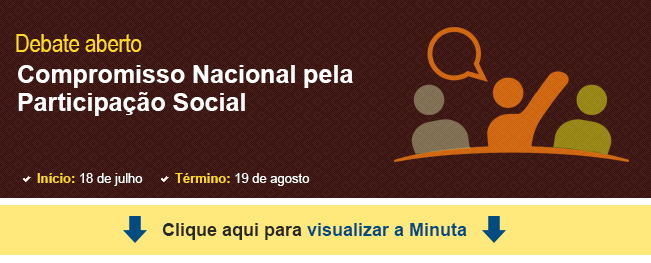 Debate aberto
Compromisso Nacional pela
Participação Social
Início: 18 de julho Término: 19 de agosto
Clique aqui para visualizar a Minuta